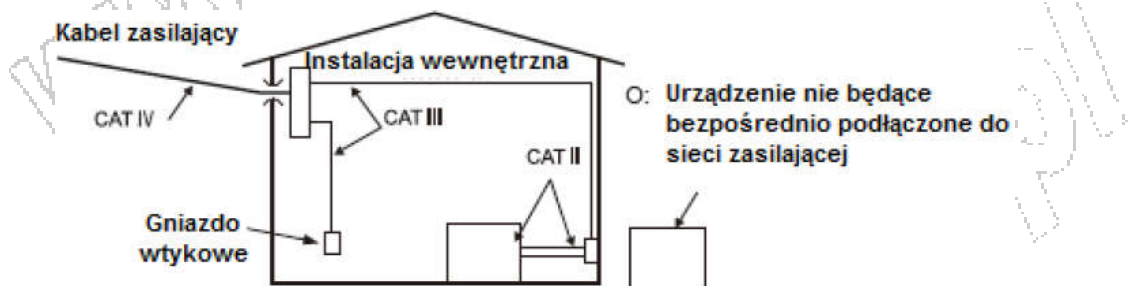 Kabel zasilający
Instalacja wewnętrzna
CAT IV
CAT III
O: Urządzenie nie będące
bezpośrednio podłączone do
sieci zasilającej
CAT II
Gniazdo
wtykowe